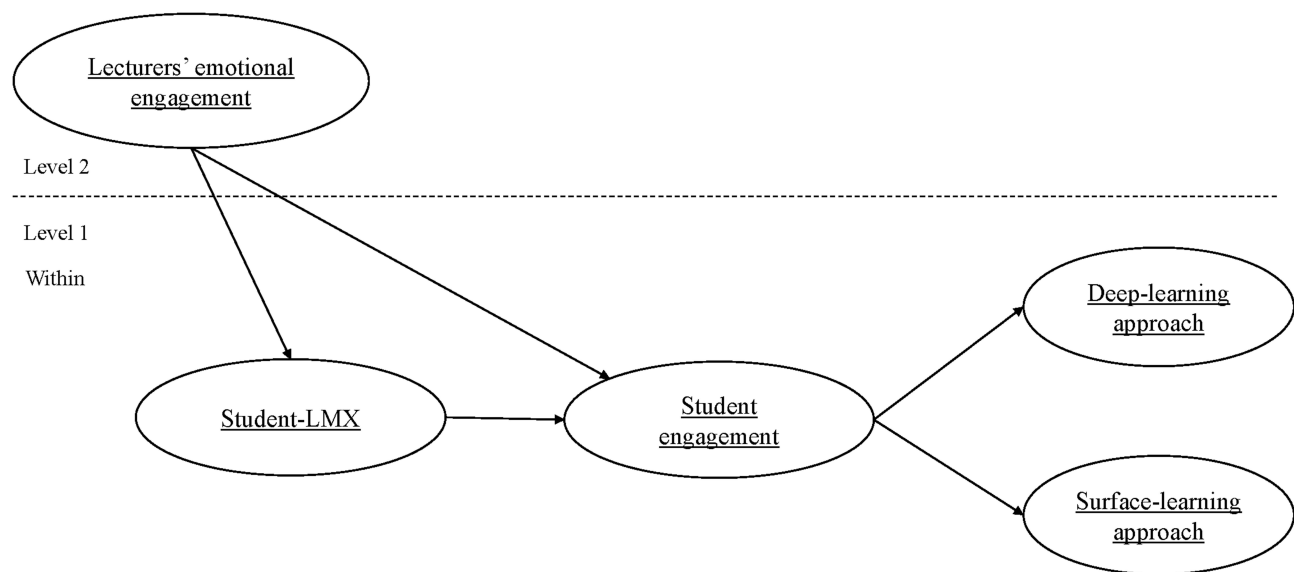 Lecturers’ emotional
engagement
Level 2
Level 1
Within
Deep-learning
approach
Student-LMX
Student
engagement
Surface-learning
approach